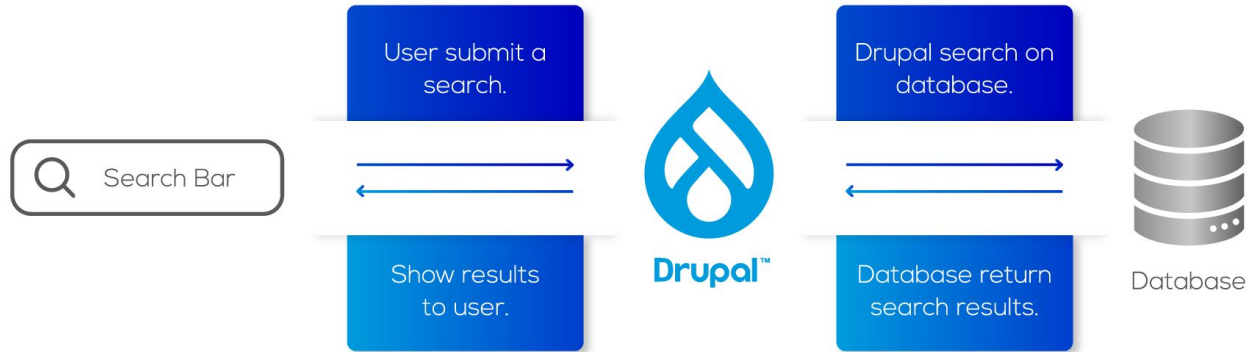 User submit a
search.
Drupal search on
database.
Search Bar
Drupal™
Database
Show results
to user.
Database return
search results.